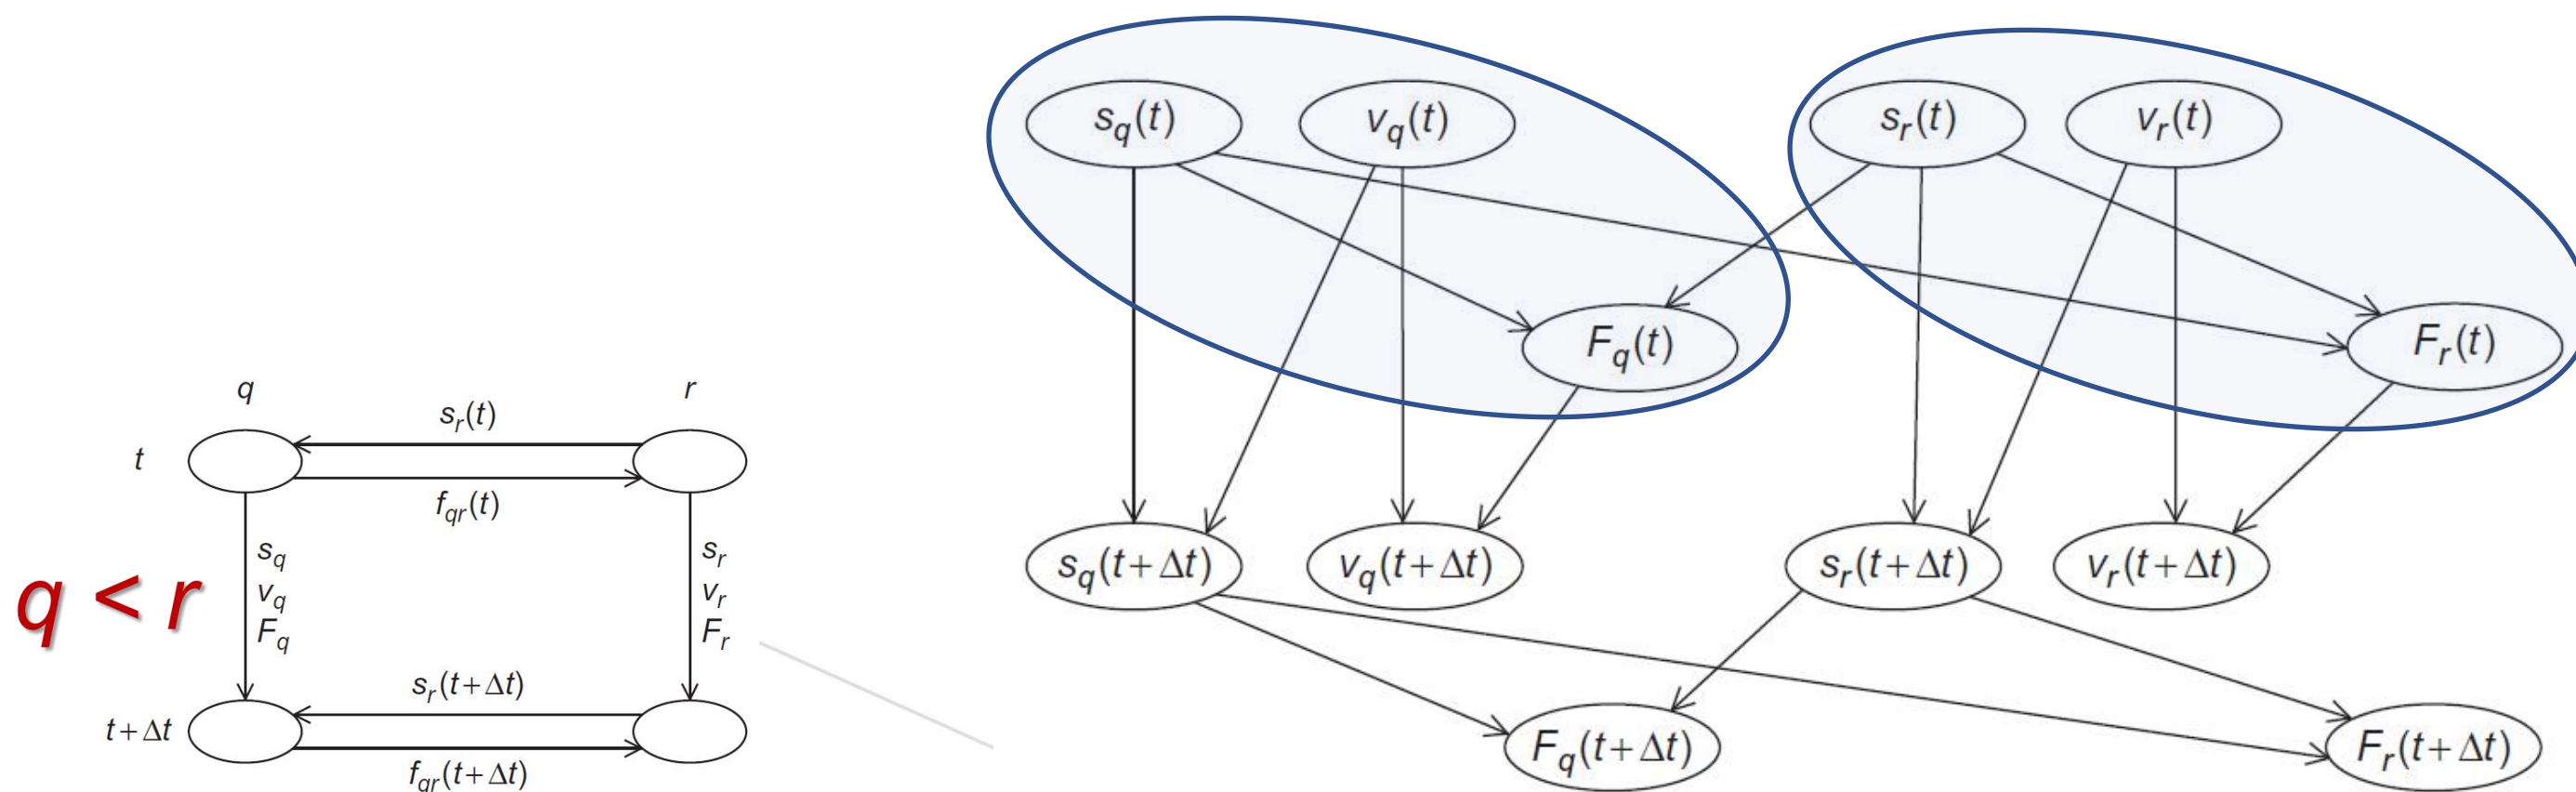 q r
s_r(t)
t
f_qr(t)
s_q s_r
v_q v_r
F_q F_r
q < r
s_r(t+Δt)
t+Δt
f_qr(t+Δt)
s_q(t) v_q(t) s_r(t) v_r(t)
F_q(t) F_r(t)
s_q(t+Δt) v_q(t+Δt) s_r(t+Δt) v_r(t+Δt)
F_q(t+Δt) F_r(t+Δt)